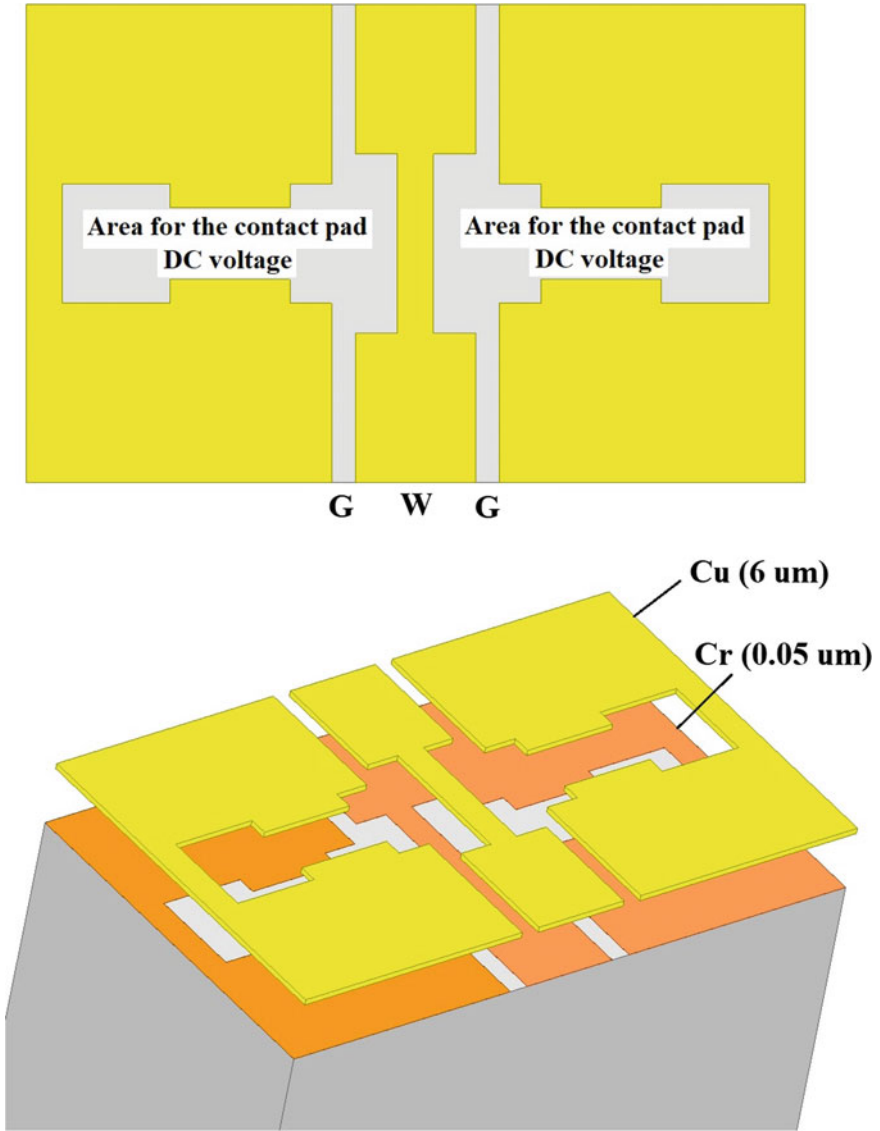 Area for the contact pad
DC voltage
Area for the contact pad
DC voltage
G
W
G
Cu (6 um)
Cr (0.05 um)